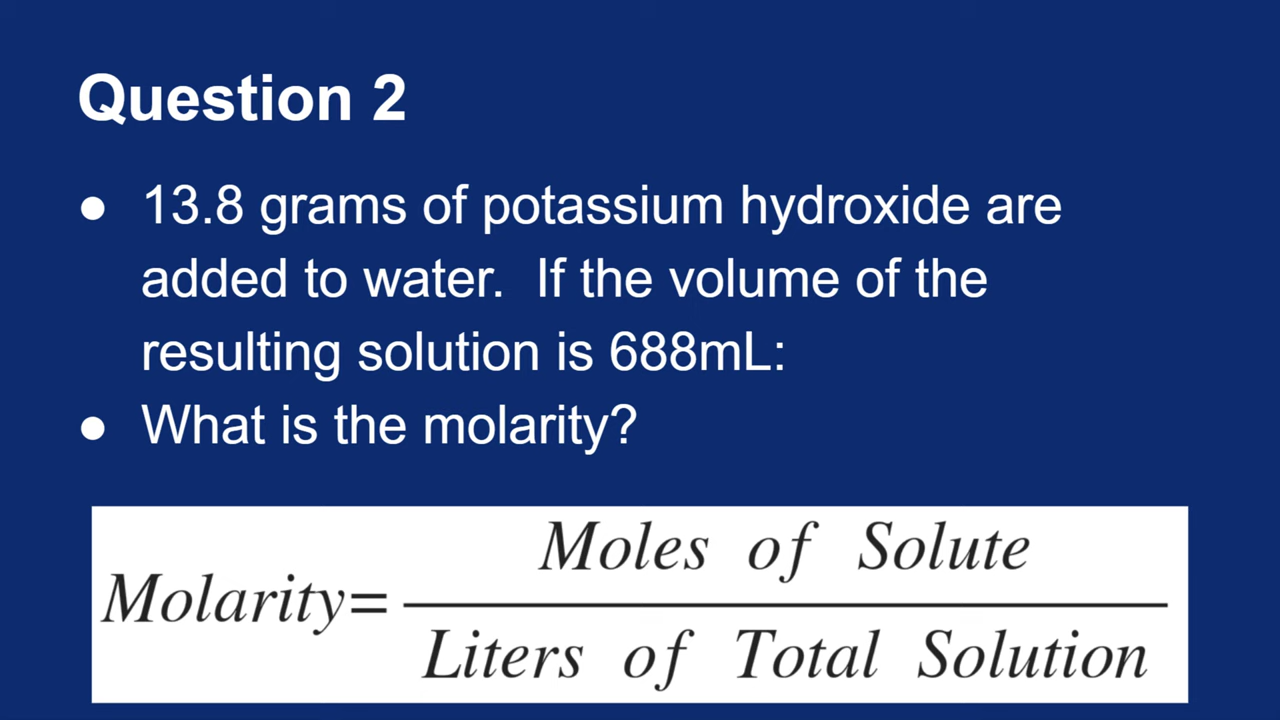 Question 2
● 13.8 grams of potassium hydroxide are
added to water.  If the volume of the
resulting solution is 688mL:
● What is the molarity?
Moles of Solute
Molarity=
Liters of Total Solution